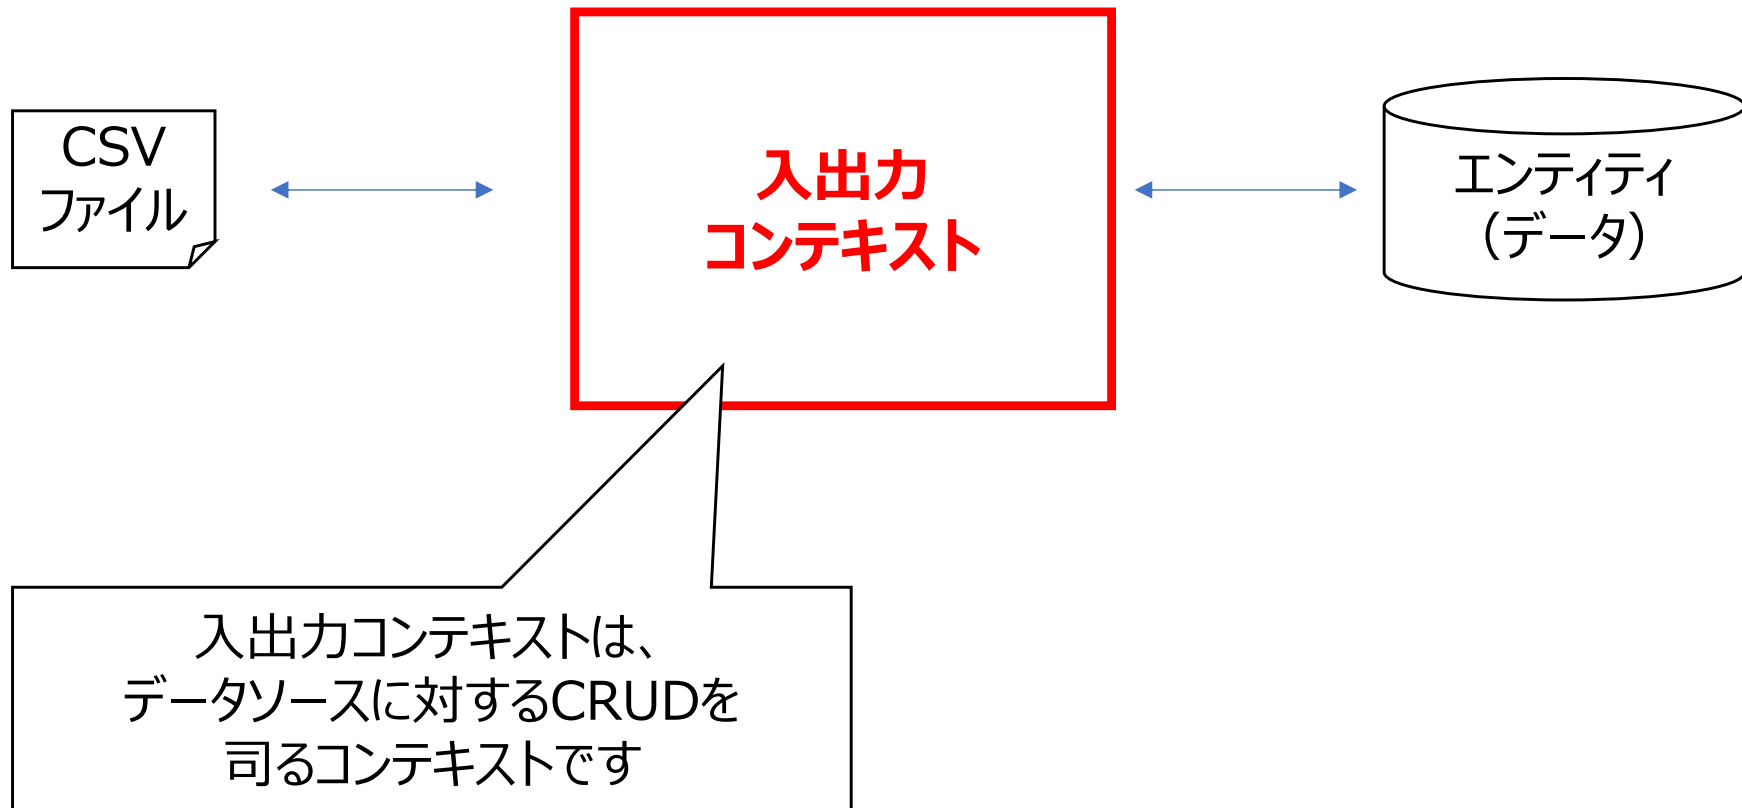 CSV
ファイル
入出力
コンテキスト
エンティティ
(データ)
入出力コンテキストは、
データソースに対するCRUDを
司るコンテキストです